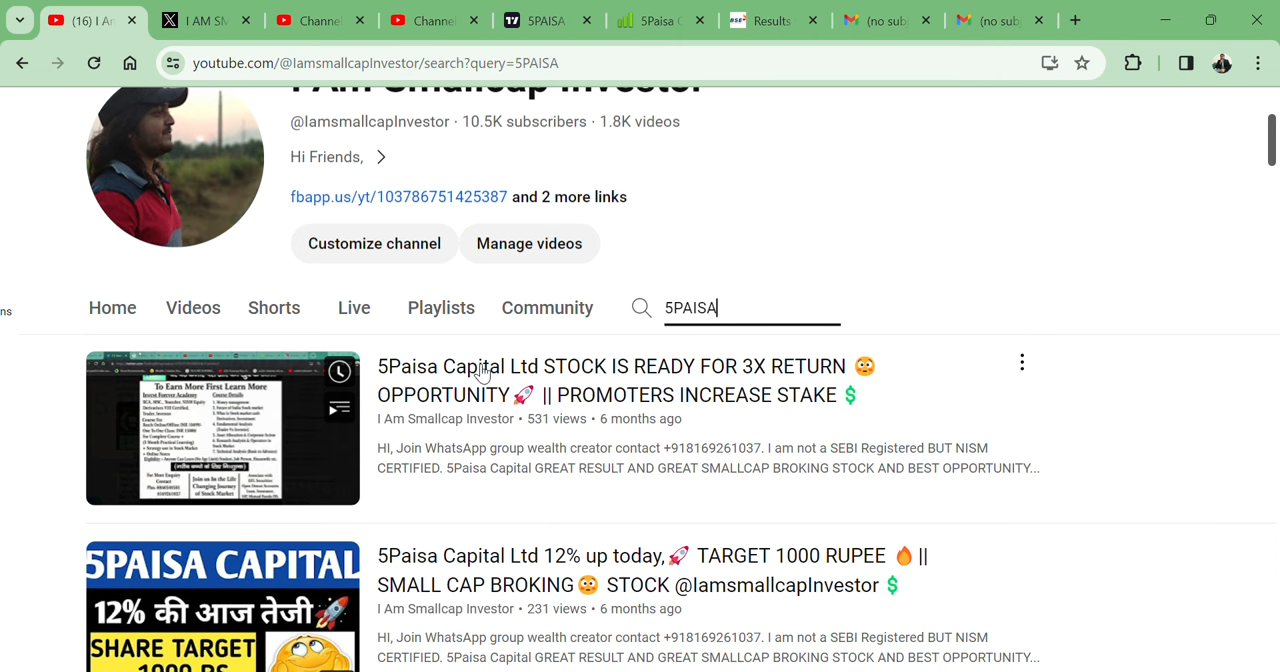 (16) I A
I AM SM
Channel
Channel
5PAISA
5Paisa C
Results
(no sub
(no sub
youtube.com/@IamsmallcapInvestor/search?query=5PAISA
I Am Smallcap Investor
@IamsmallcapInvestor · 10.5K subscribers · 1.8K videos
Hi Friends,
fbapp.us/yt/103786751425387 and 2 more links
Customize channel Manage videos
ns
Home Videos Shorts Live Playlists Community 5PAISA
To Earn More First Learn More
5Paisa Capital Ltd STOCK IS READY FOR 3X RETURN 😳
OPPORTUNITY🚀 || PROMOTERS INCREASE STAKE 💲
I Am Smallcap Investor • 531 views • 6 months ago
HI, Join WhatsApp group wealth creator contact +918169261037. I am not a SEBI Registered BUT NISM
CERTIFIED. 5Paisa Capital GREAT RESULT AND GREAT SMALLCAP BROKING STOCK AND BEST OPPORTUNITY...
5PAISA CAPITAL
12% की आज तेजी🚀
SHARE TARGET
1000 RS
5Paisa Capital Ltd 12% up today,🚀 TARGET 1000 RUPEE 🔥||
SMALL CAP BROKING😳 STOCK @IamsmallcapInvestor 💲
I Am Smallcap Investor • 231 views • 6 months ago
HI, Join WhatsApp group wealth creator contact +918169261037. I am not a SEBI Registered BUT NISM
CERTIFIED. 5Paisa Capital GREAT RESULT AND GREAT SMALLCAP BROKING STOCK AND BEST OPPORTUNITY...